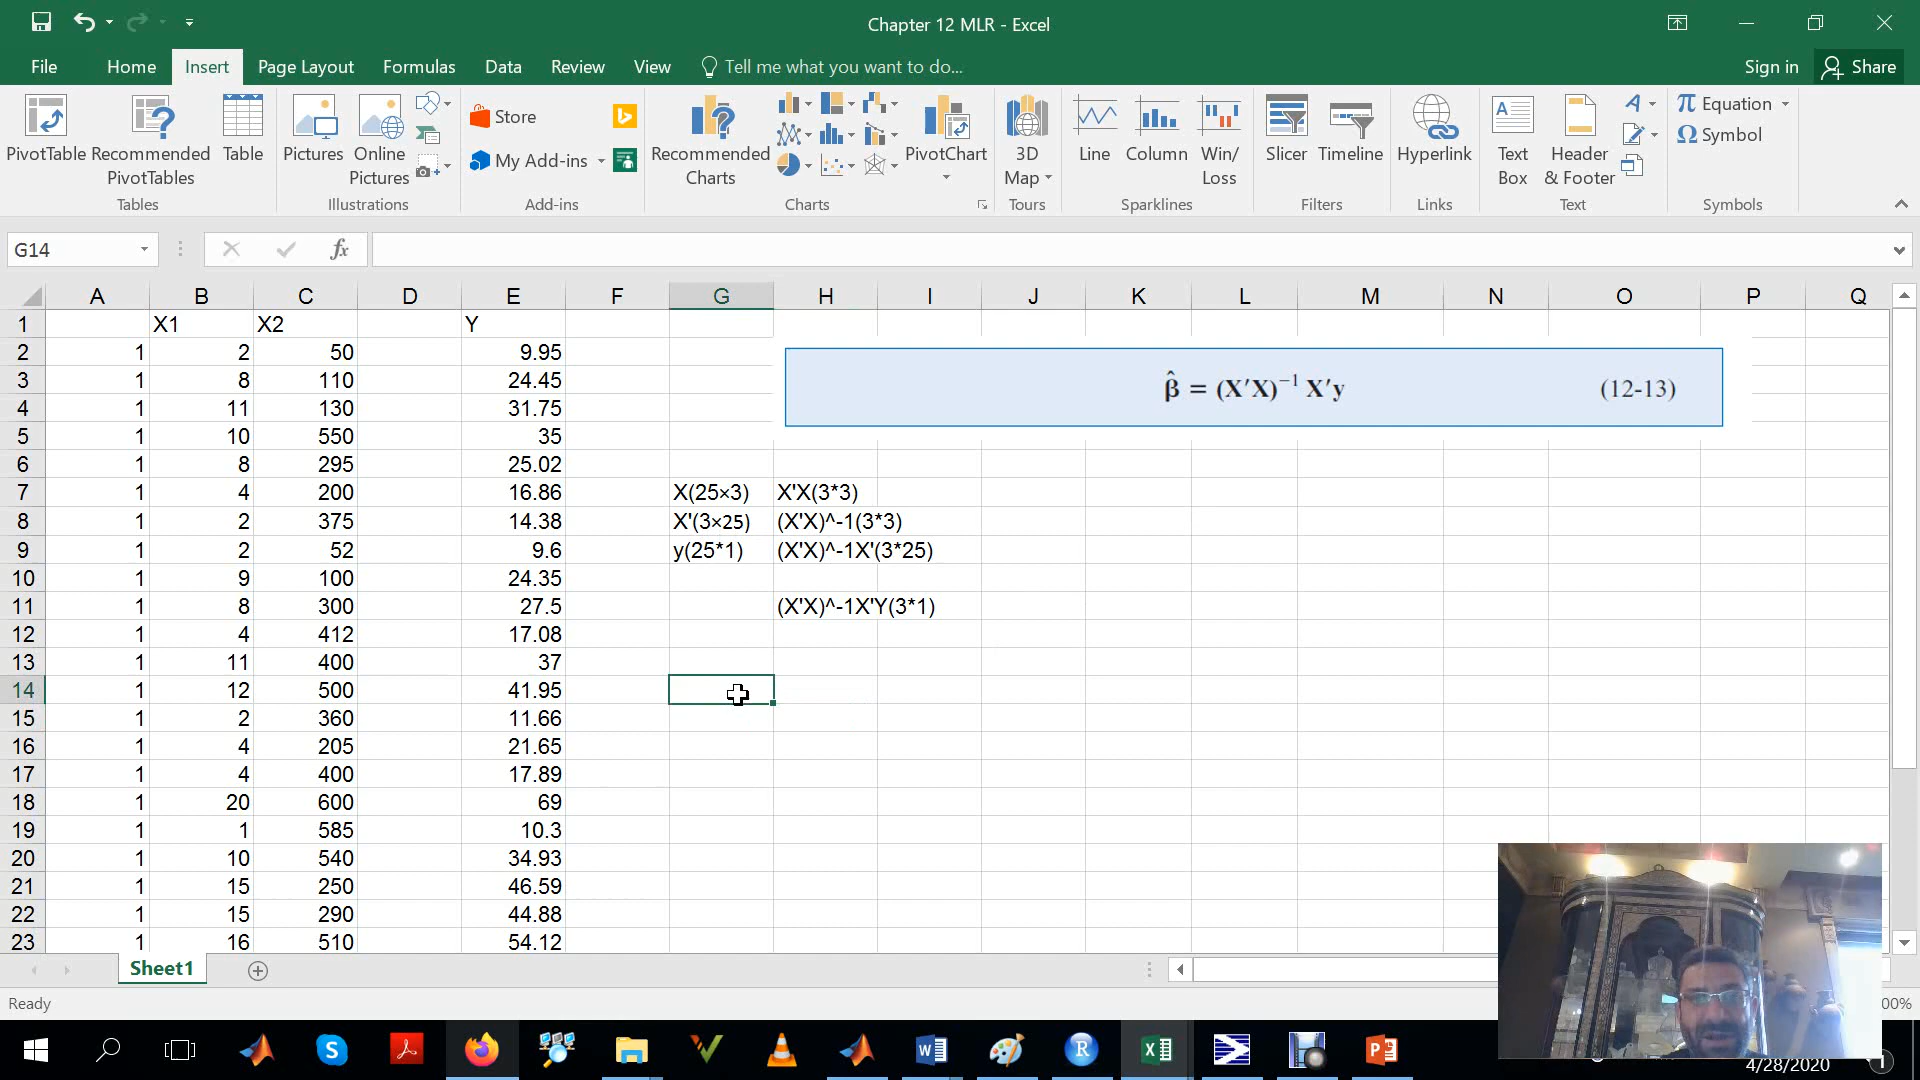 Chapter 12 MLR - Excel
File Home Insert Page Layout Formulas Data Review View Tell me what you want to do... Sign in Share
PivotTable Recommended PivotTables Table
Tables
Pictures Online Pictures
Illustrations
Store
My Add-ins
Add-ins
Recommended Charts PivotChart
Charts
3D Map
Tours
Line Column Win/Loss
Sparklines
Slicer Timeline
Filters
Hyperlink
Links
Text Box Header & Footer
Text
Equation
Symbol
Symbols
G14 fx
A B C D E F G H I J K L M N O P Q
1 X1 X2 Y
2 1 2 50 9.95
3 1 8 110 24.45
β̂ = (X′X)⁻¹ X′y (12-13)
4 1 11 130 31.75
5 1 10 550 35
6 1 8 295 25.02
7 1 4 200 16.86 X(25×3) X'X(3*3)
8 1 2 375 14.38 X'(3×25) (X'X)^-1(3*3)
9 1 2 52 9.6 y(25*1) (X'X)^-1X'(3*25)
10 1 9 100 24.35
11 1 8 300 27.5 (X'X)^-1X'Y(3*1)
12 1 4 412 17.08
13 1 11 400 37
14 1 12 500 41.95
15 1 2 360 11.66
16 1 4 205 21.65
17 1 4 400 17.89
18 1 20 600 69
19 1 1 585 10.3
20 1 10 540 34.93
21 1 15 250 46.59
22 1 15 290 44.88
23 1 16 510 54.12
Sheet1
Ready
4/28/2020